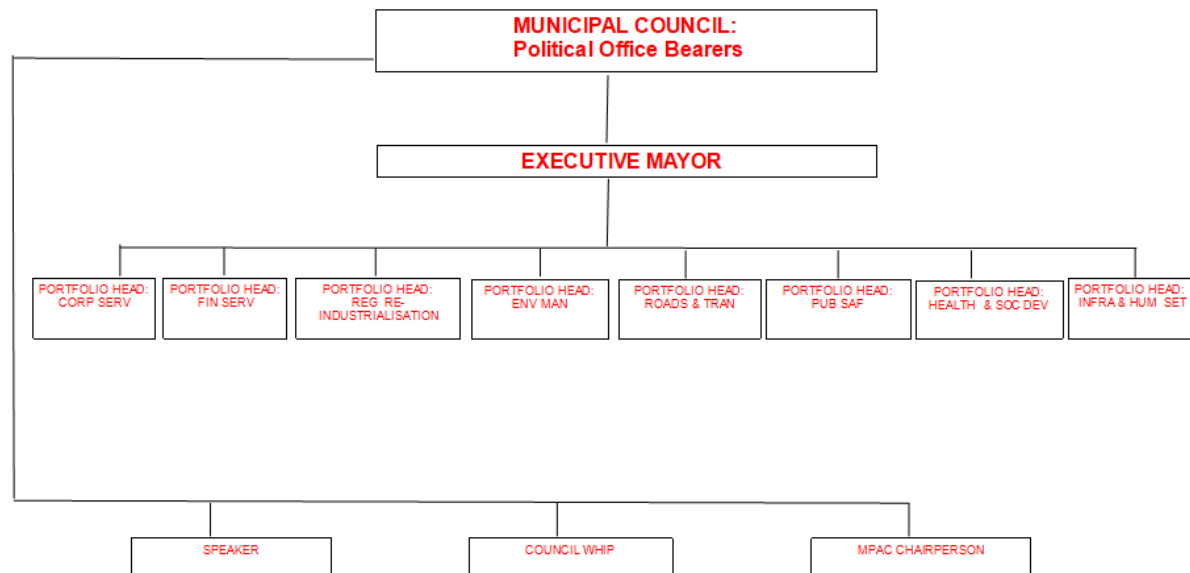 MUNICIPAL COUNCIL:
Political Office Bearers
EXECUTIVE MAYOR
PORTFOLIO HEAD:
CORP SERV
PORTFOLIO HEAD:
FIN SERV
PORTFOLIO HEAD:
REG RE-
INDUSTRIALISATION
PORTFOLIO HEAD:
ENV MAN
PORTFOLIO HEAD:
ROADS & TRAN
PORTFOLIO HEAD:
PUB SAF
PORTFOLIO HEAD:
HEALTH & SOC DEV
PORTFOLIO HEAD:
INFRA & HUM SET
SPEAKER
COUNCIL WHIP
MPAC CHAIRPERSON